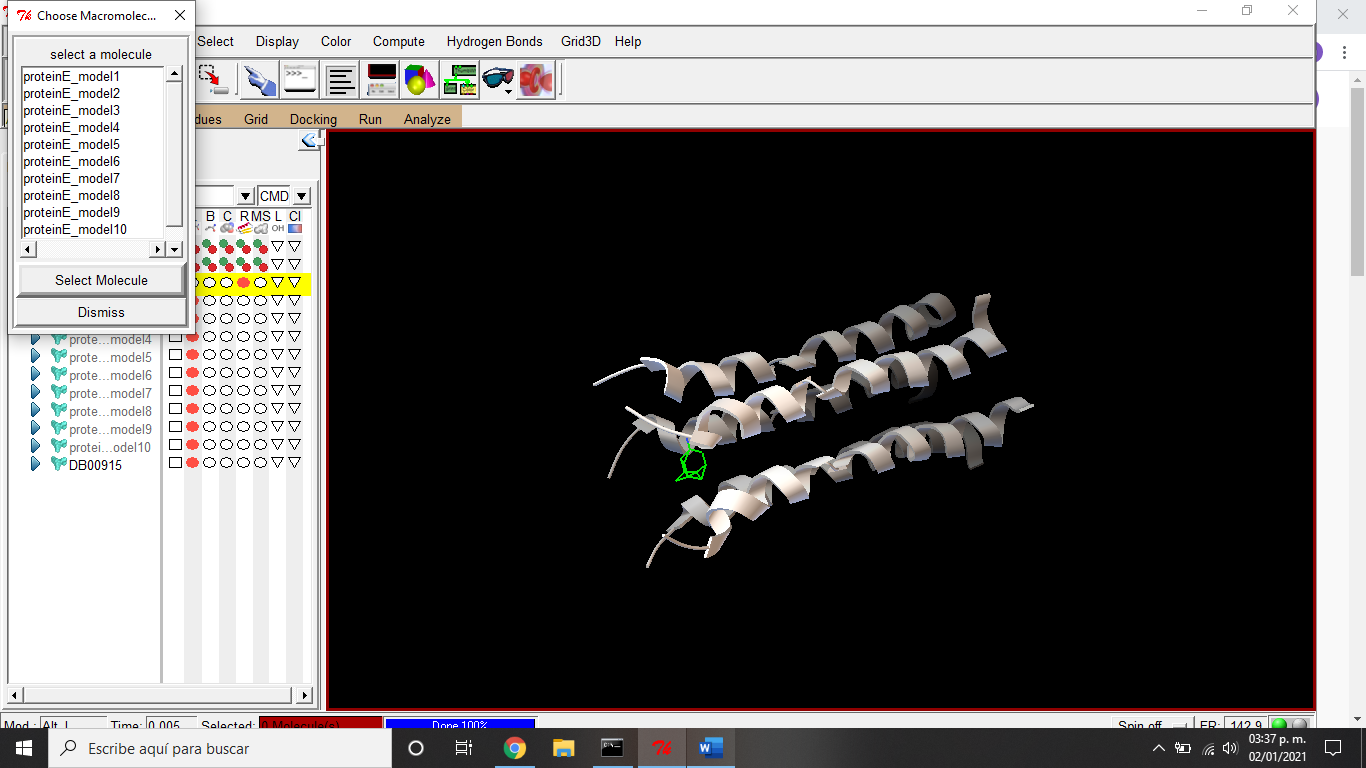 Choose Macromolec...
select a molecule
proteinE_model1
proteinE_model2
proteinE_model3
proteinE_model4
proteinE_model5
proteinE_model6
proteinE_model7
proteinE_model8
proteinE_model9
proteinE_model10
Select Molecule
Dismiss
Select Display Color Compute Hydrogen Bonds Grid3D Help
dues Grid Docking Run Analyze
CMD
B C R MS L Cl
OH
prote...model4
prote...model5
prote...model6
prote...model7
prote...model8
prote...model9
protei...odel10
DB00915
Mod.: Alt_L Time: 0.005 Selected: 0 Molecule(s) Done 100% Spin off FR: 142.9
Escribe aquí para buscar
03:37 p. m.
02/01/2021